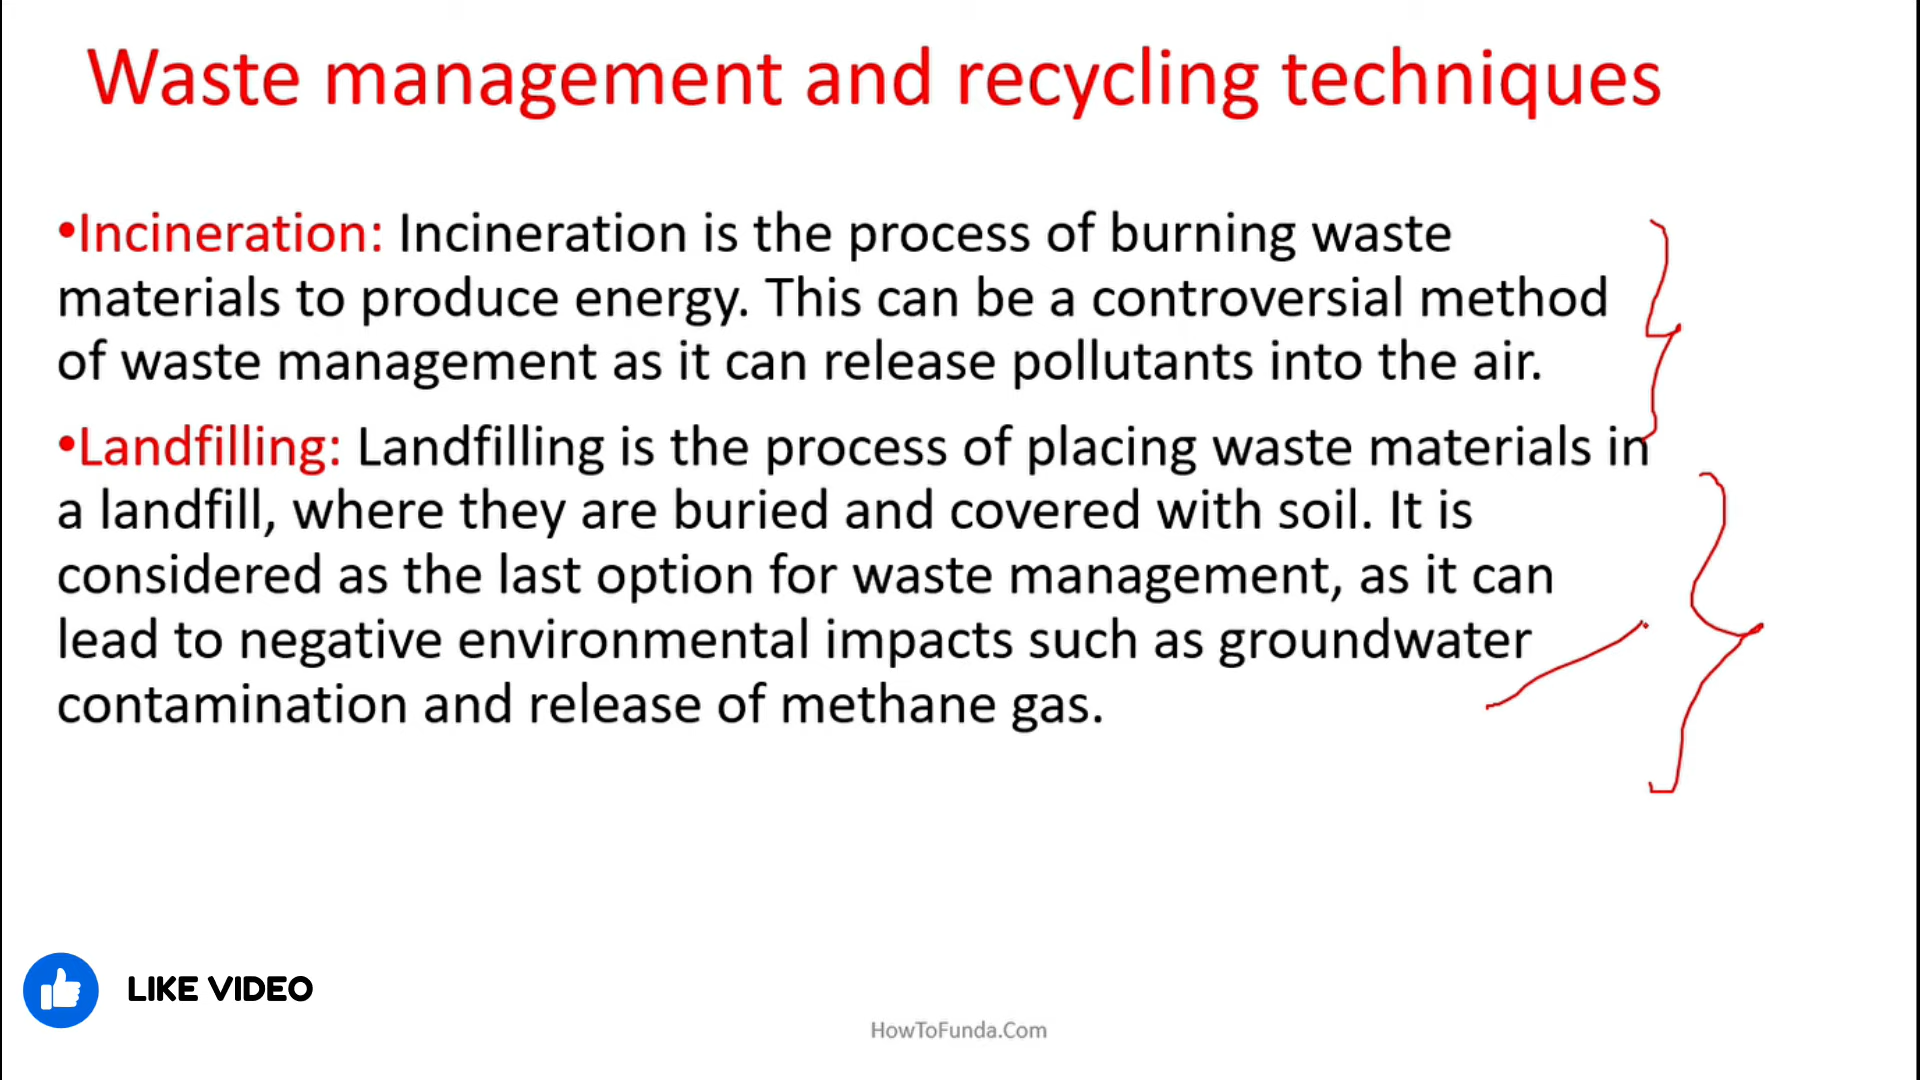 Waste management and recycling techniques
•Incineration: Incineration is the process of burning waste
materials to produce energy. This can be a controversial method
of waste management as it can release pollutants into the air.
•Landfilling: Landfilling is the process of placing waste materials in
a landfill, where they are buried and covered with soil. It is
considered as the last option for waste management, as it can
lead to negative environmental impacts such as groundwater
contamination and release of methane gas.
LIKE VIDEO
HowToFunda.Com